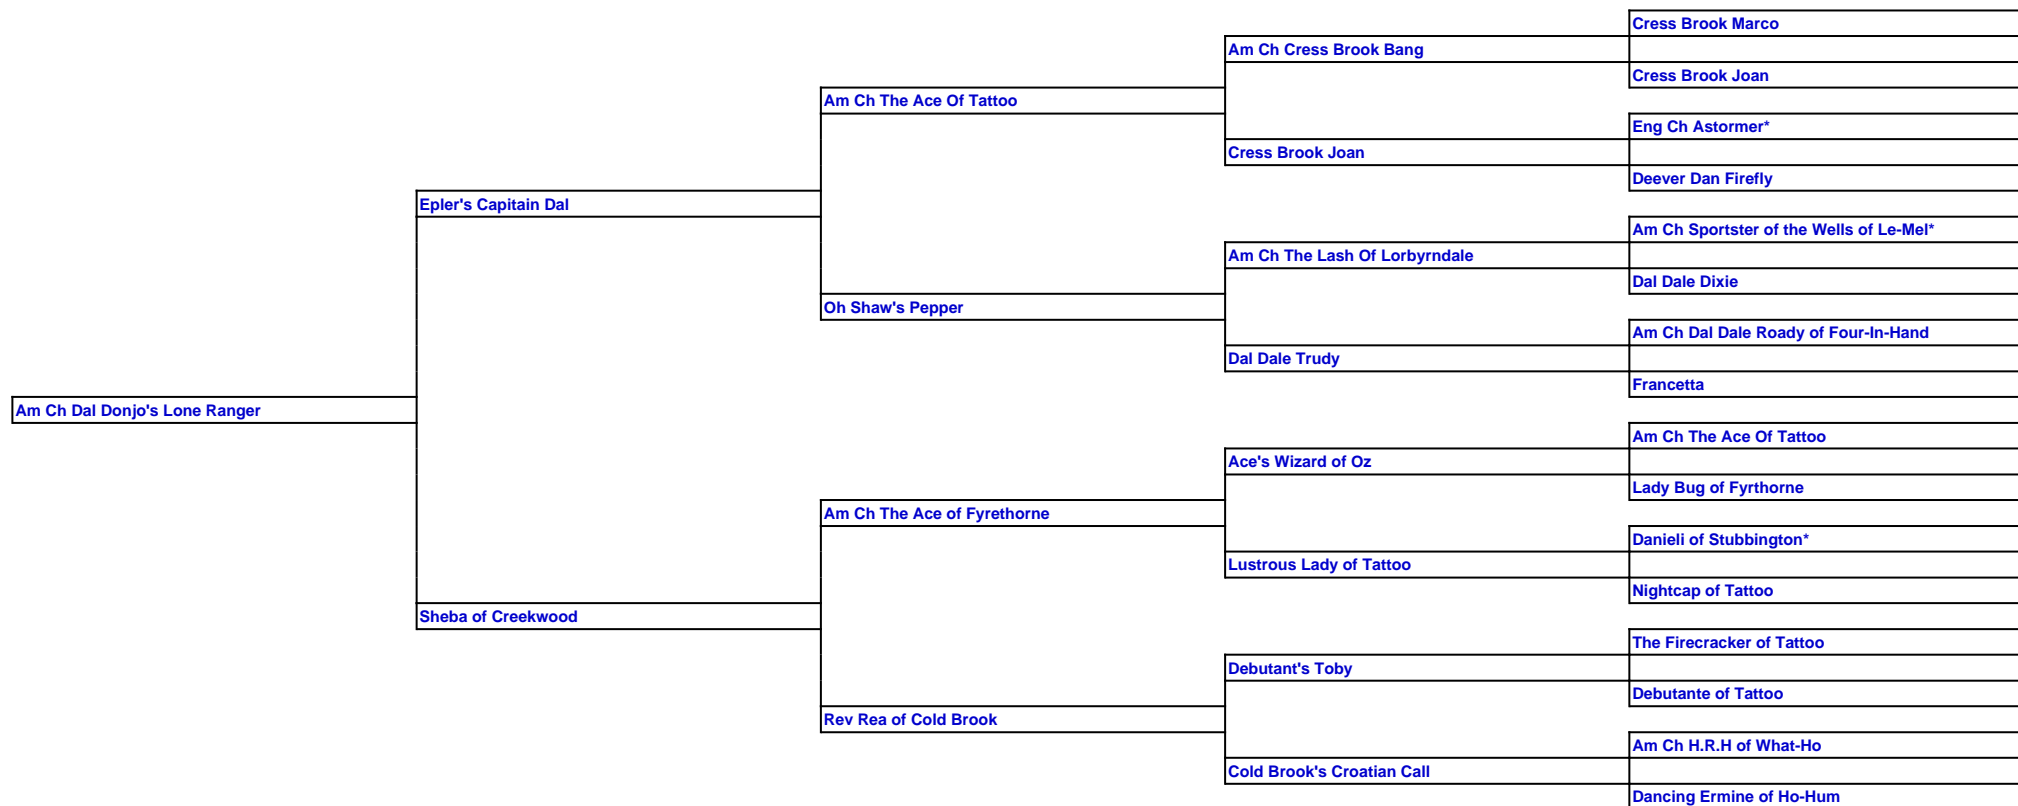 Cress Brook Marco
Am Ch Cress Brook Bang
Cress Brook Joan
Am Ch The Ace Of Tattoo
Eng Ch Astormer*
Cress Brook Joan
Deever Dan Firefly
Epler's Capitain Dal
Am Ch Sportster of the Wells of Le-Mel*
Am Ch The Lash Of Lorbyrndale
Dal Dale Dixie
Oh Shaw's Pepper
Am Ch Dal Dale Roady of Four-In-Hand
Dal Dale Trudy
Francetta
Am Ch Dal Donjo's Lone Ranger
Am Ch The Ace Of Tattoo
Ace's Wizard of Oz
Lady Bug of Fyrthorne
Am Ch The Ace of Fyrethorne
Danieli of Stubbington*
Lustrous Lady of Tattoo
Nightcap of Tattoo
Sheba of Creekwood
The Firecracker of Tattoo
Debutant's Toby
Debutante of Tattoo
Rev Rea of Cold Brook
Am Ch H.R.H of What-Ho
Cold Brook's Croatian Call
Dancing Ermine of Ho-Hum